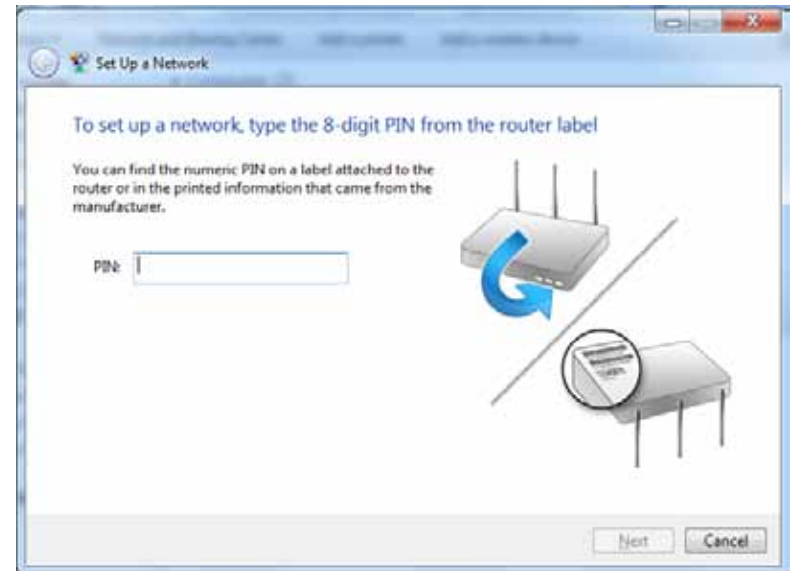 Set Up a Network
To set up a network, type the 8-digit PIN from the router label
You can find the numeric PIN on a label attached to the
router or in the printed information that came from the
manufacturer.
PIN:
Next
Cancel